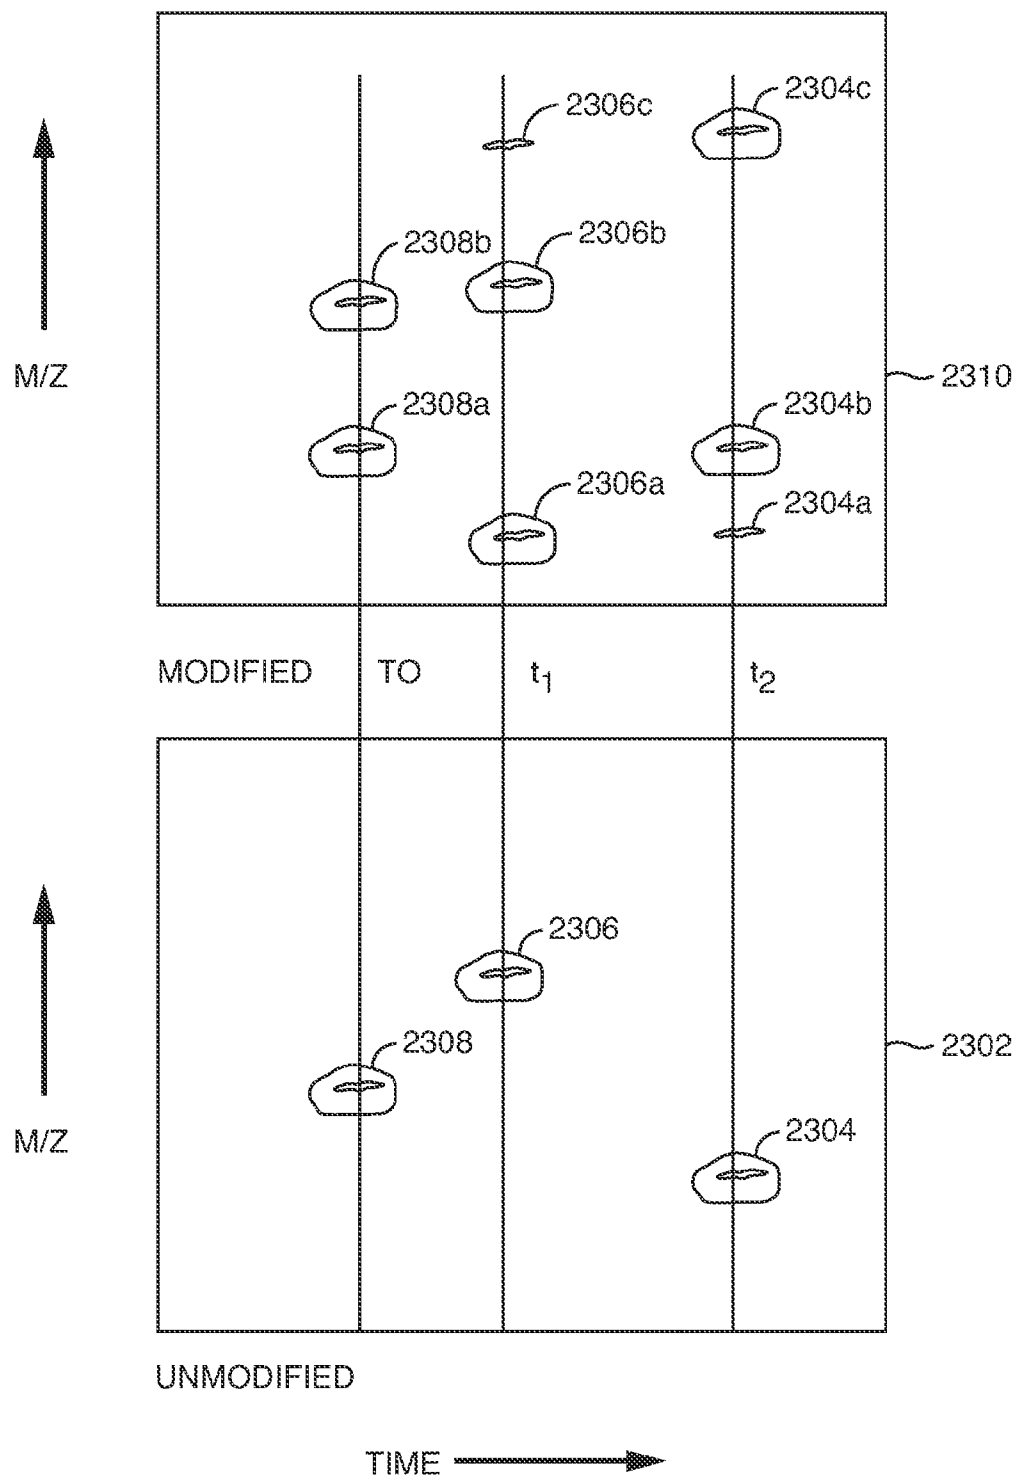 2304c
2306c
2306b
2308b
M/Z
2310
2308a
2304b
2306a
2304a
MODIFIED TO t1 t2
2306
2308
2302
M/Z
2304
UNMODIFIED
TIME